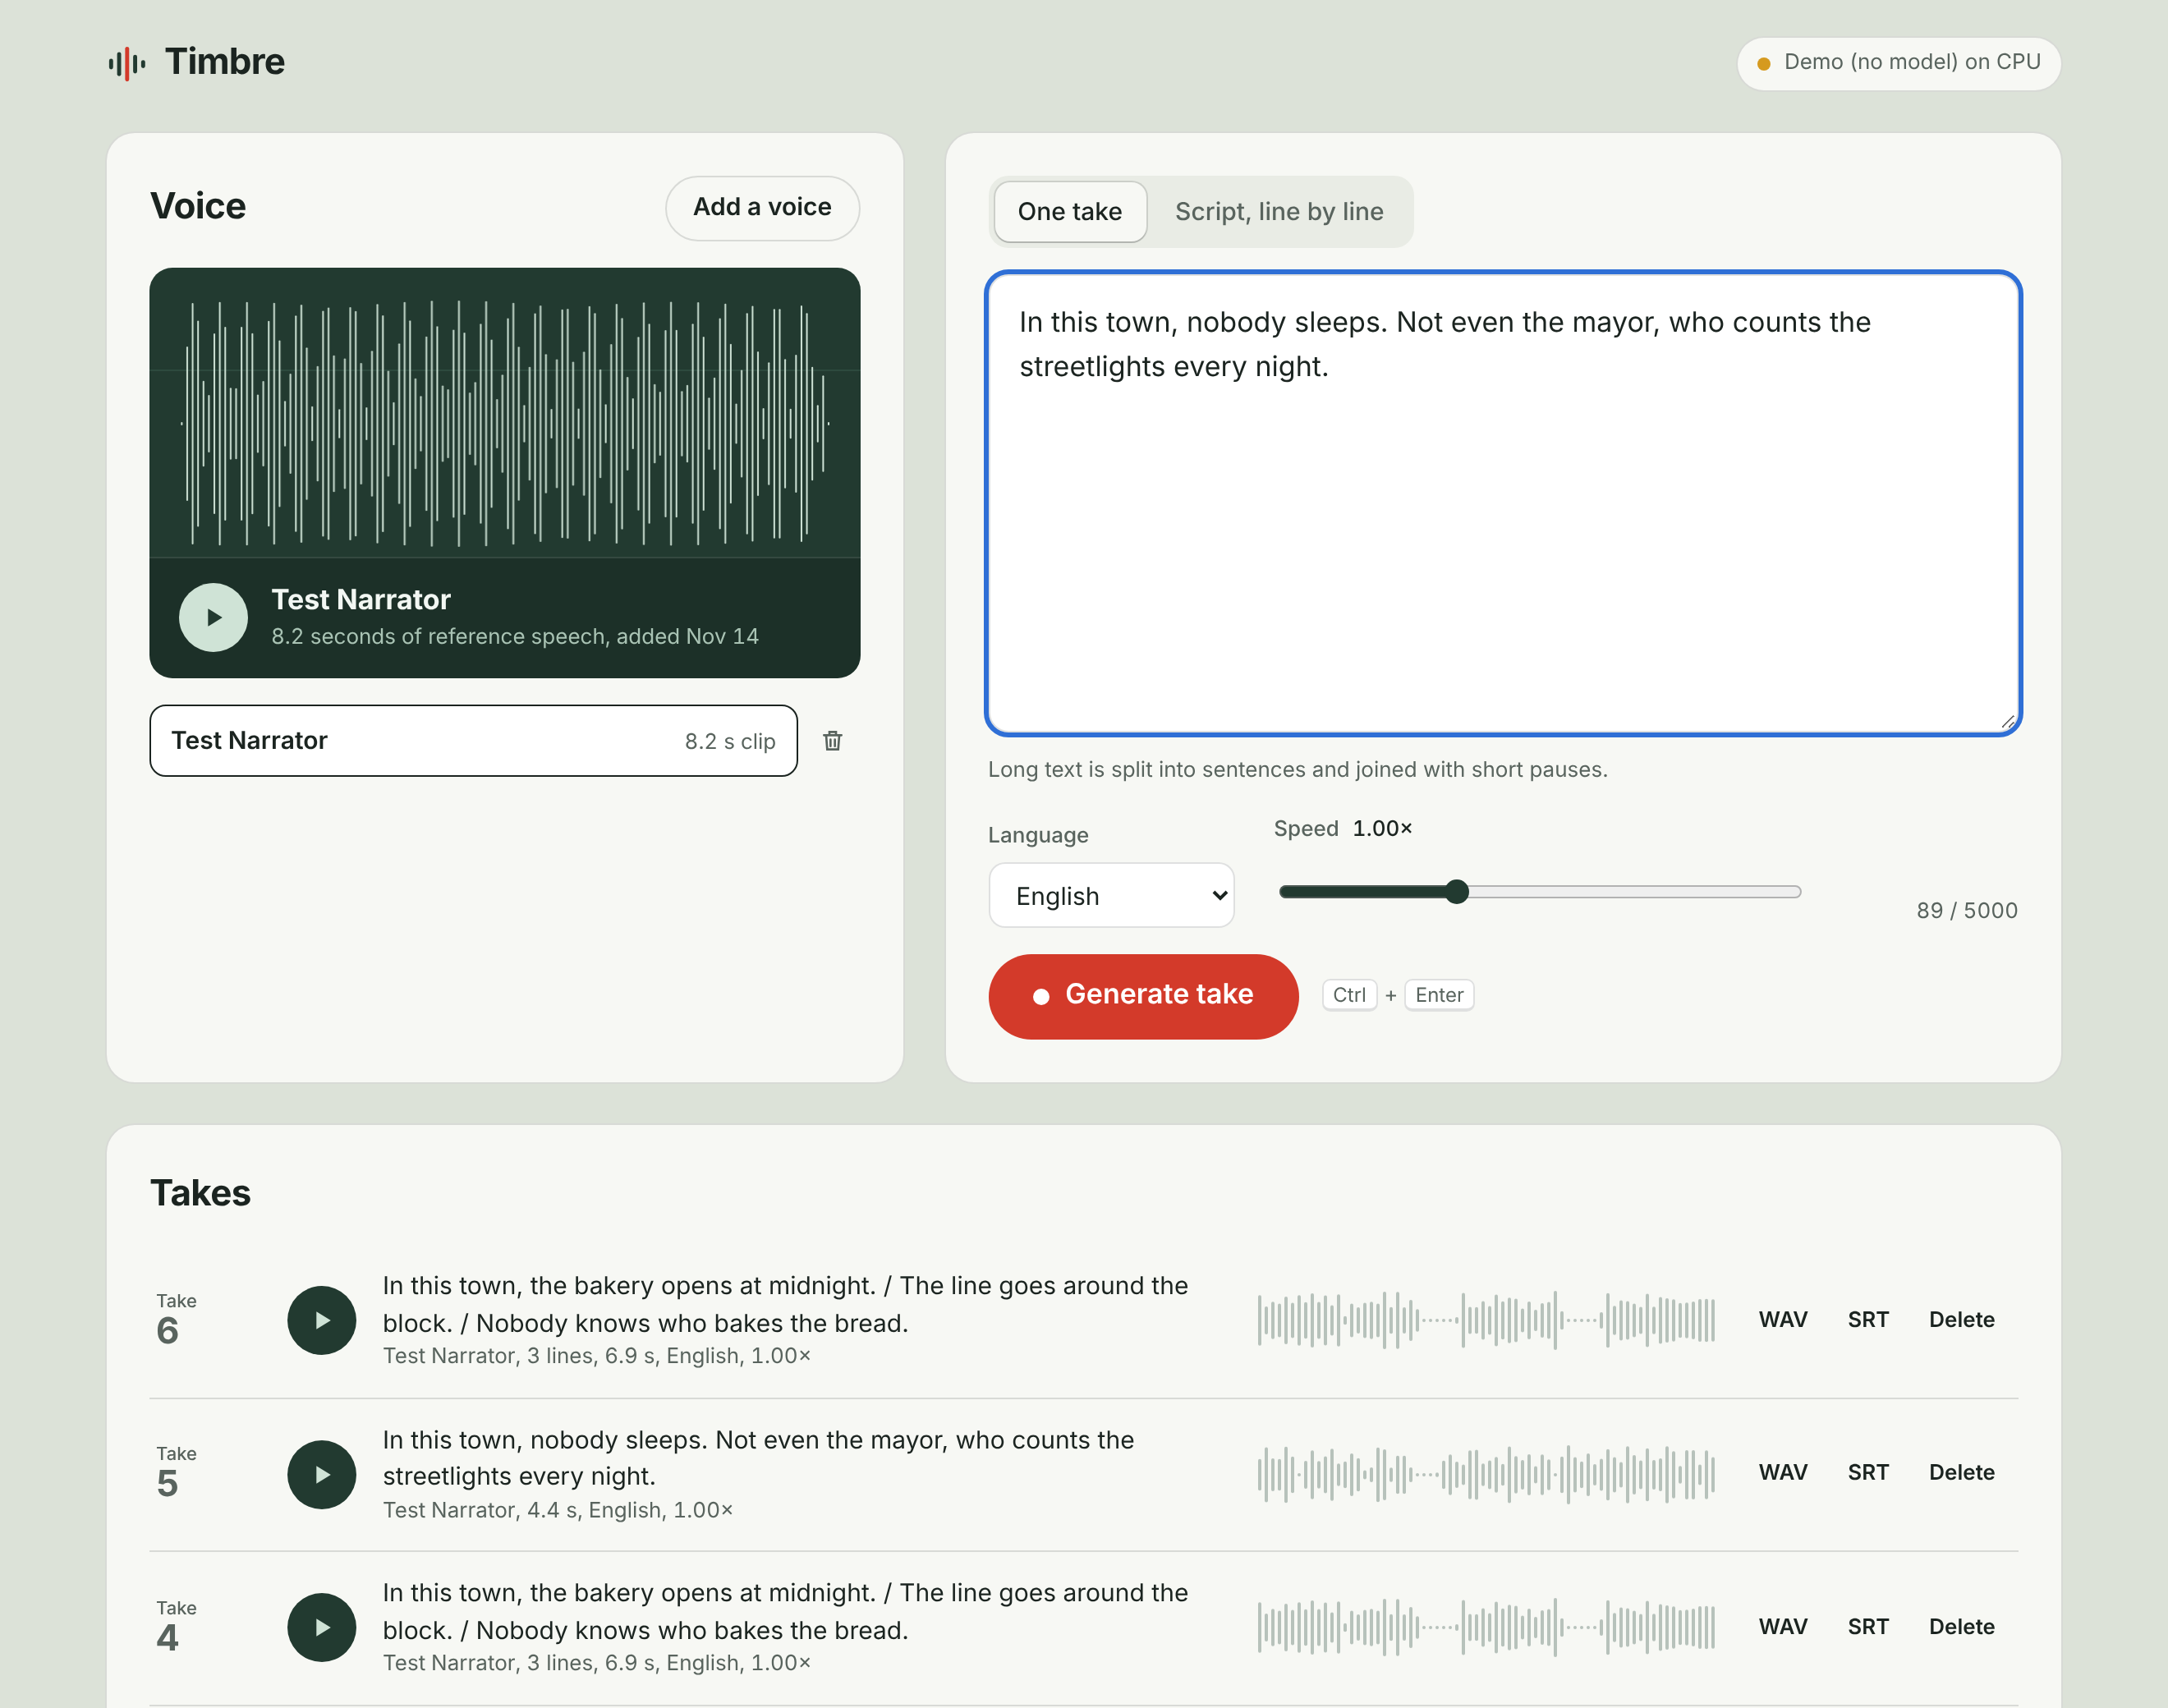 Timbre
Demo (no model) on CPU
Voice
Add a voice
Test Narrator
8.2 seconds of reference speech, added Nov 14
Test Narrator
8.2 s clip
One take
Script, line by line
In this town, nobody sleeps. Not even the mayor, who counts the
streetlights every night.
Long text is split into sentences and joined with short pauses.
Language
Speed 1.00×
English
89 / 5000
Generate take
Ctrl + Enter
Takes
Take
6
In this town, the bakery opens at midnight. / The line goes around the
block. / Nobody knows who bakes the bread.
Test Narrator, 3 lines, 6.9 s, English, 1.00×
WAV SRT Delete
Take
5
In this town, nobody sleeps. Not even the mayor, who counts the
streetlights every night.
Test Narrator, 4.4 s, English, 1.00×
WAV SRT Delete
Take
4
In this town, the bakery opens at midnight. / The line goes around the
block. / Nobody knows who bakes the bread.
Test Narrator, 3 lines, 6.9 s, English, 1.00×
WAV SRT Delete